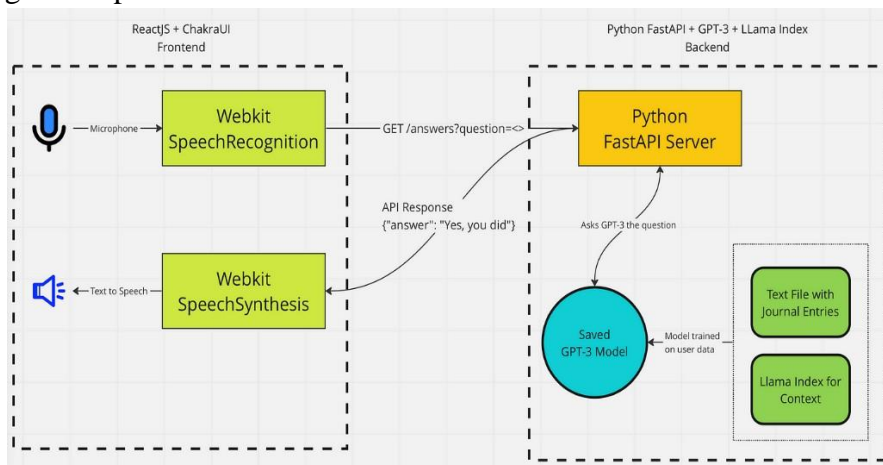 ReactJS + ChakraUI
Frontend
Python FastAPI + GPT-3 + LLama Index
Backend
Microphone
Webkit
SpeechRecognition
GET /answers?question=<>
Python
FastAPI Server
API Response
{"answer": "Yes, you did"}
Asks GPT-3 the question
Text to Speech
Webkit
SpeechSynthesis
Saved
GPT-3 Model
Model trained
on user data
Text File with
Journal Entries
Llama Index for
Context